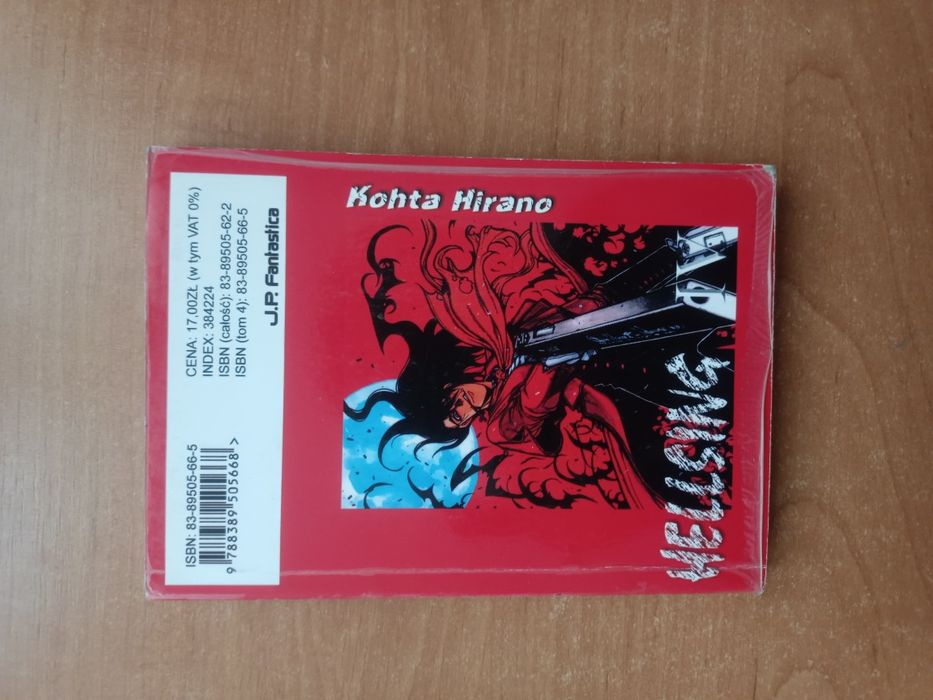 HELLSING
Kohta Hirano
ISBN: 83-89505-66-5
9 788389 505668 >
CENA: 17,00ZŁ (w tym VAT 0%)
INDEX: 384224
ISBN (całość): 83-89505-62-2
ISBN (tom 4): 83-89505-66-5
J.P. Fantastica